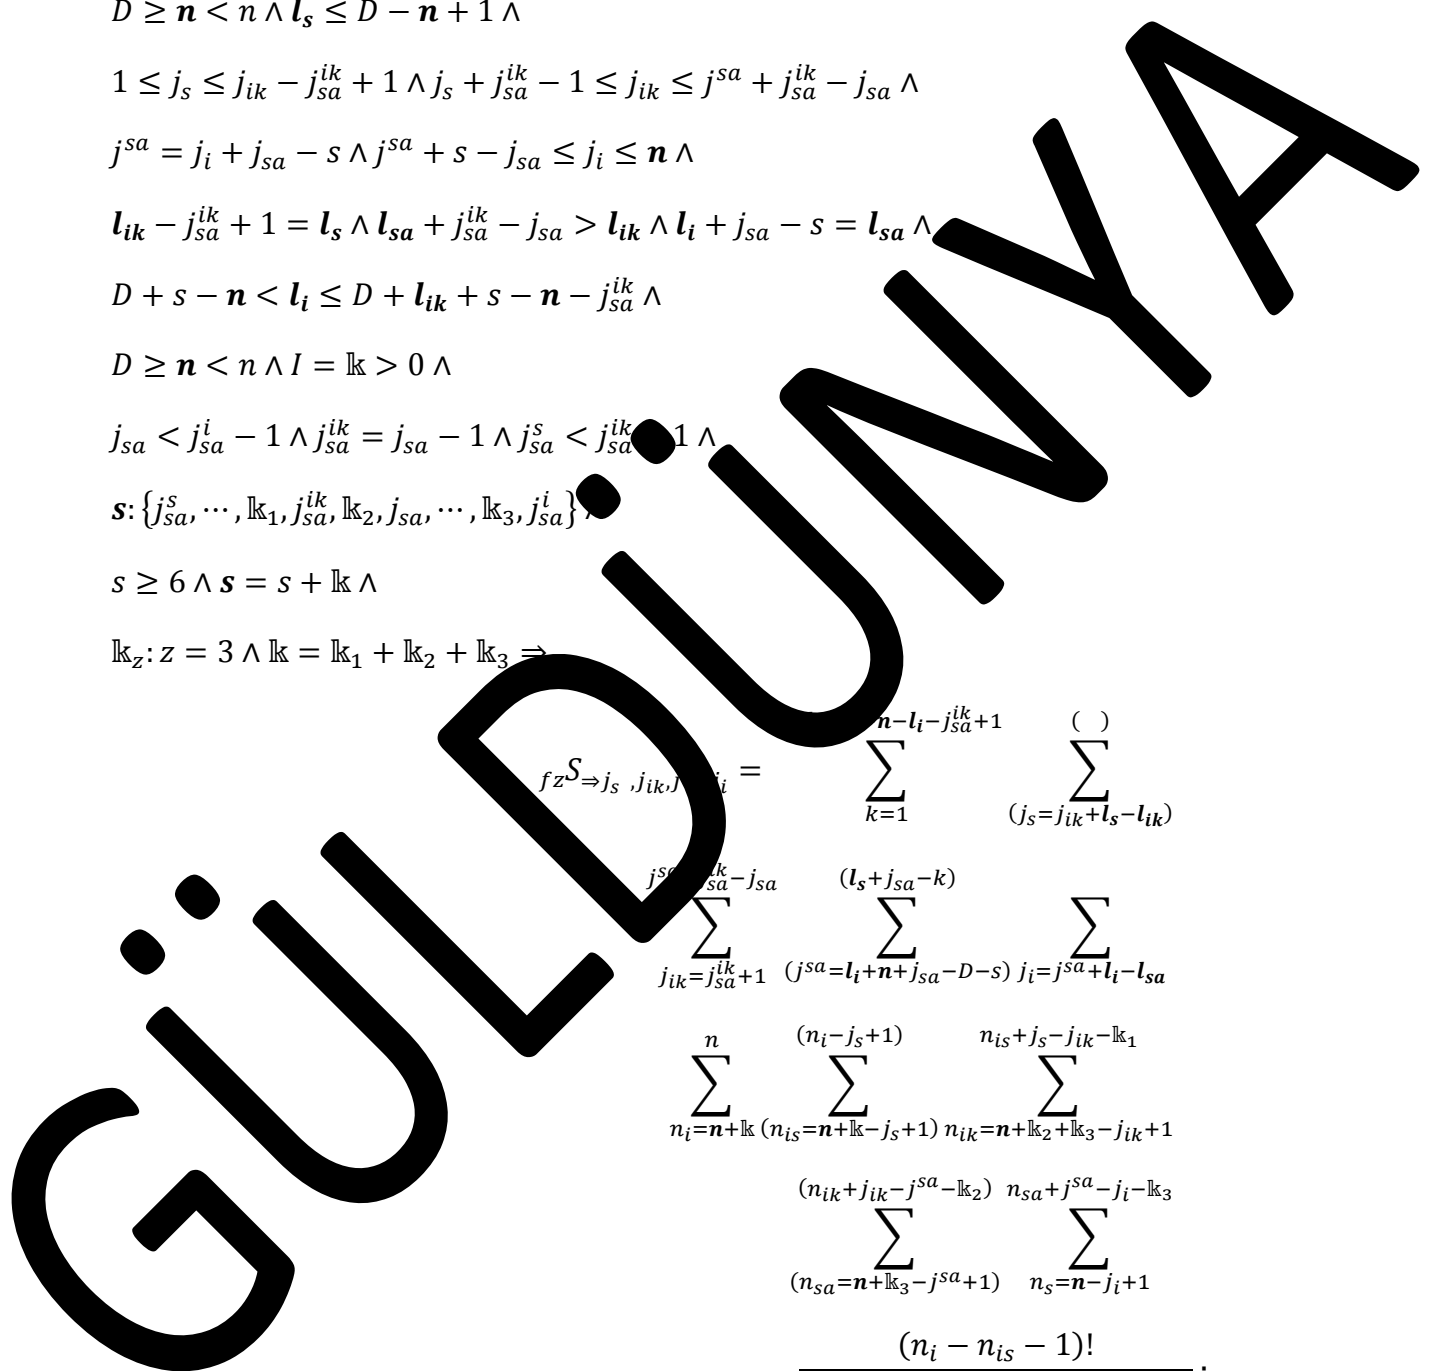 D ≥ 𝒏 < n ∧ 𝒍_𝒔 ≤ D − 𝒏 + 1 ∧
1 ≤ j_s ≤ j_{ik} − j_{sa}^{ik} + 1 ∧ j_s + j_{sa}^{ik} − 1 ≤ j_{ik} ≤ j^{sa} + j_{sa}^{ik} − j_{sa} ∧
j^{sa} = j_i + j_{sa} − s ∧ j^{sa} + s − j_{sa} ≤ j_i ≤ 𝒏 ∧
𝒍_{𝒊𝒌} − j_{sa}^{ik} + 1 = 𝒍_𝒔 ∧ 𝒍_{𝒔𝒂} + j_{sa}^{ik} − j_{sa} > 𝒍_{𝒊𝒌} ∧ 𝒍_𝒊 + j_{sa} − s = 𝒍_{𝒔𝒂} ∧
D + s − 𝒏 < 𝒍_𝒊 ≤ D + 𝒍_{𝒊𝒌} + s − 𝒏 − j_{sa}^{ik} ∧
D ≥ 𝒏 < n ∧ I = 𝕜 > 0 ∧
j_{sa} < j_{sa}^{i} − 1 ∧ j_{sa}^{ik} = j_{sa} − 1 ∧ j_{sa}^{s} < j_{sa}^{ik} 1 ∧
𝒔: {j_{sa}^{s}, ⋯, 𝕜_1, j_{sa}^{ik}, 𝕜_2, j_{sa}, ⋯, 𝕜_3, j_{sa}^{i}} ∧
s ≥ 6 ∧ 𝒔 = s + 𝕜 ∧
𝕜_z: z = 3 ∧ 𝕜 = 𝕜_1 + 𝕜_2 + 𝕜_3 ⇒
𝒏−𝒍_𝒊−j_{sa}^{ik}+1 ( )
_{fz}S_{⇒j_s ,j_{ik},j i} = ∑ ∑
k=1 (j_s=j_{ik}+𝒍_𝒔−𝒍_{𝒊𝒌})
−j_{sa} (𝒍_𝒔+j_{sa}−k)
∑ ∑ ∑
j_{ik}=j_{sa}^{ik}+1 (j^{sa}=𝒍_𝒊+𝒏+j_{sa}−D−s) j_i=j^{sa}+𝒍_𝒊−𝒍_{𝒔𝒂}
n (n_i−j_s+1) n_{is}+j_s−j_{ik}−𝕜_1
∑ ∑ ∑
n_i=𝒏+𝕜 (n_{is}=𝒏+𝕜−j_s+1) n_{ik}=𝒏+𝕜_2+𝕜_3−j_{ik}+1
(n_{ik}+j_{ik}−j^{sa}−𝕜_2) n_{sa}+j^{sa}−j_i−𝕜_3
∑ ∑
(n_{sa}=𝒏+𝕜_3−j^{sa}+1) n_s=𝒏−j_i+1
(n_i − n_{is} − 1)! ·
GÜLDÜNYA